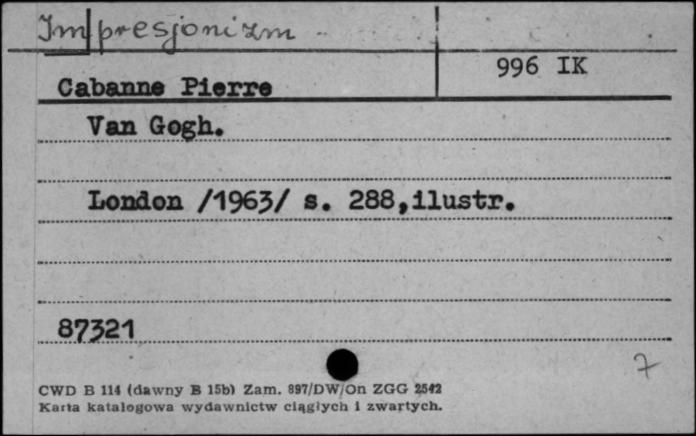 Impresjonizm
996 IK
Cabanne Pierre
Van Gogh.
London /1963/ s. 288,ilustr.
87321
7
CWD B 114 (dawny B 15b) Zam. 897/DW/On ZGG 2542
Karta katalogowa wydawnictw ciągłych i zwartych.